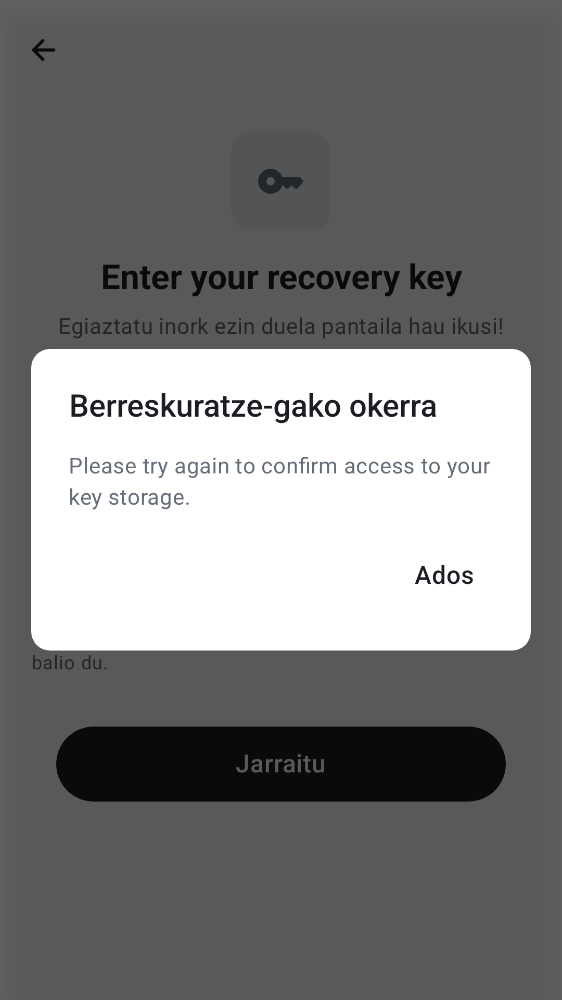 Enter your recovery key
Egiaztatu inork ezin duela pantaila hau ikusi!
Berreskuratze-gako okerra
Please try again to confirm access to your
key storage.
Ados
balio du.
Jarraitu